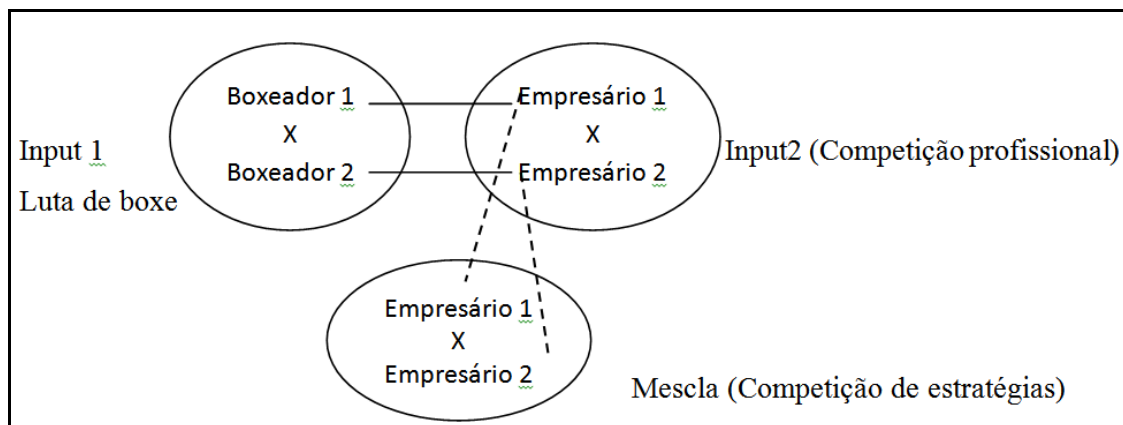 Boxeador 1
X
Boxeador 2
Empresário 1
X
Empresário 2
Input 1
Luta de boxe
Input2 (Competição profissional)
Empresário 1
X
Empresário 2
Mescla (Competição de estratégias)